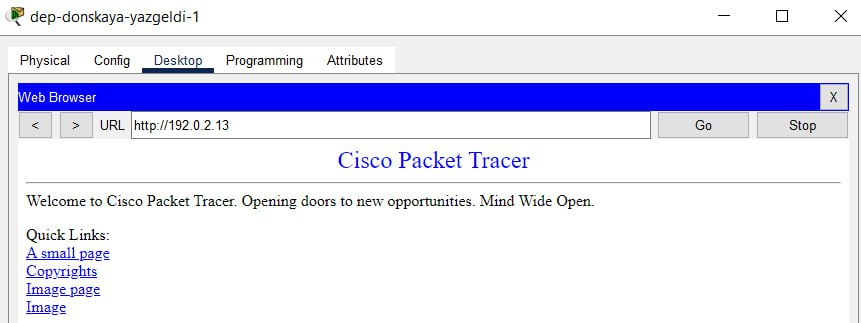 dep-donskaya-yazgeldi-1
Physical Config Desktop Programming Attributes
Web Browser X
< > URL http://192.0.2.13 Go Stop
Cisco Packet Tracer
Welcome to Cisco Packet Tracer. Opening doors to new opportunities. Mind Wide Open.
Quick Links:
A small page
Copyrights
Image page
Image